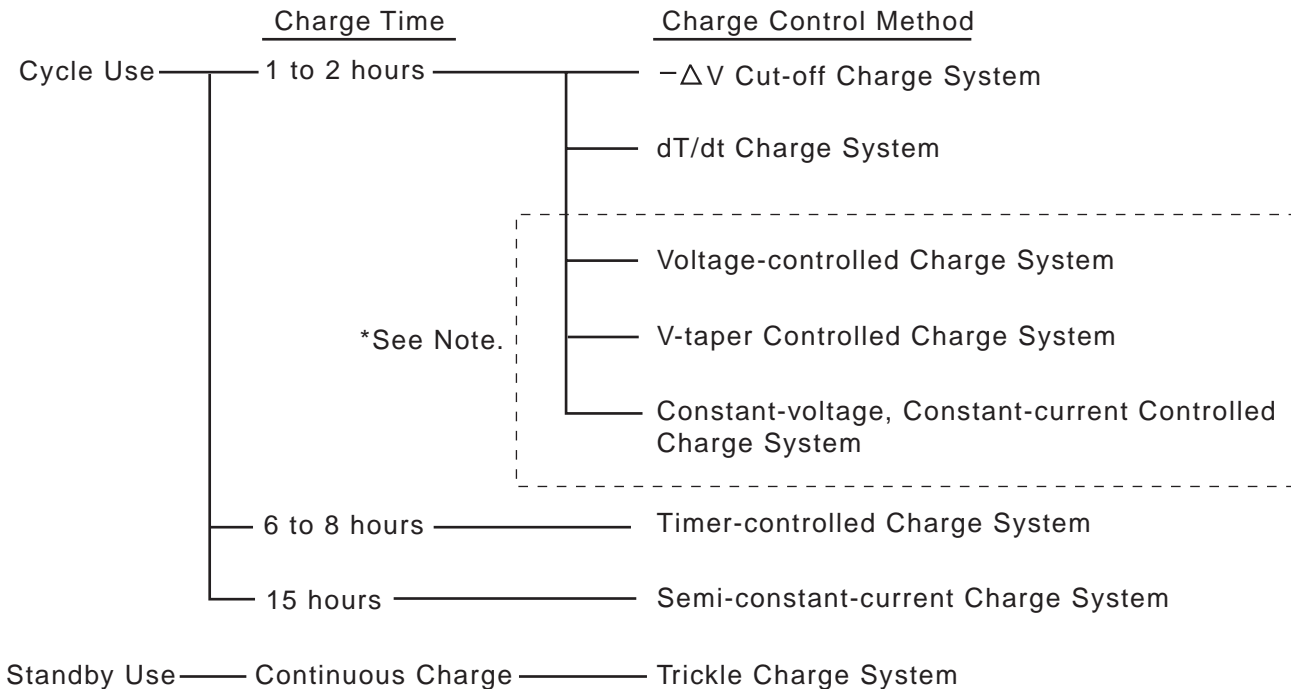 Charge Time
Charge Control Method
Cycle Use
1 to 2 hours
−△V Cut-off Charge System
dT/dt Charge System
Voltage-controlled Charge System
*See Note.
V-taper Controlled Charge System
Constant-voltage, Constant-current Controlled
Charge System
6 to 8 hours
Timer-controlled Charge System
15 hours
Semi-constant-current Charge System
Standby Use
Continuous Charge
Trickle Charge System